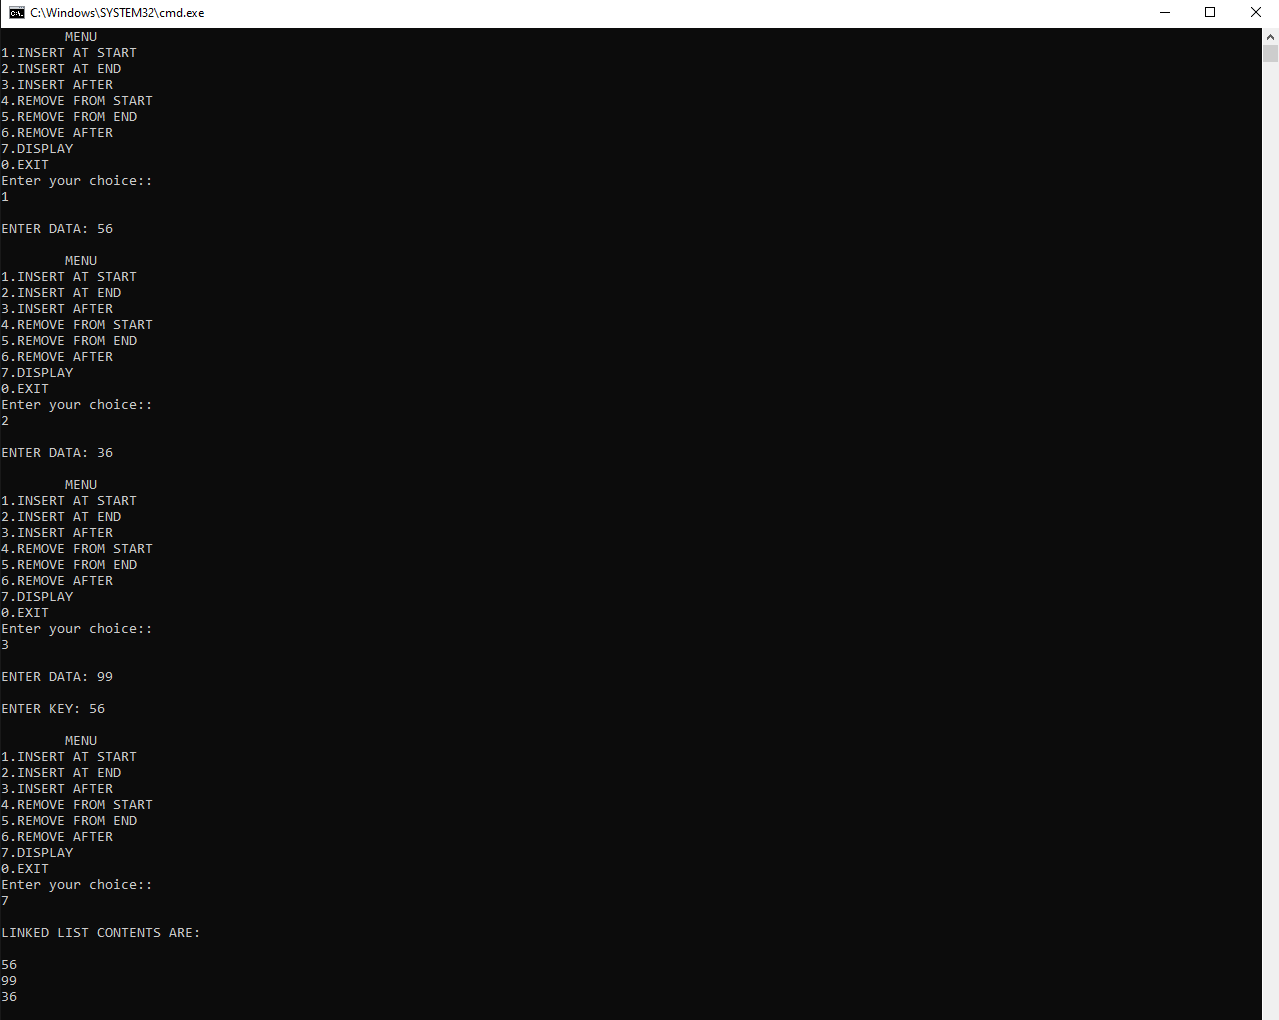 C:\Windows\SYSTEM32\cmd.exe
MENU
1.INSERT AT START
2.INSERT AT END
3.INSERT AFTER
4.REMOVE FROM START
5.REMOVE FROM END
6.REMOVE AFTER
7.DISPLAY
0.EXIT
Enter your choice::
1
ENTER DATA: 56
MENU
1.INSERT AT START
2.INSERT AT END
3.INSERT AFTER
4.REMOVE FROM START
5.REMOVE FROM END
6.REMOVE AFTER
7.DISPLAY
0.EXIT
Enter your choice::
2
ENTER DATA: 36
MENU
1.INSERT AT START
2.INSERT AT END
3.INSERT AFTER
4.REMOVE FROM START
5.REMOVE FROM END
6.REMOVE AFTER
7.DISPLAY
0.EXIT
Enter your choice::
3
ENTER DATA: 99
ENTER KEY: 56
MENU
1.INSERT AT START
2.INSERT AT END
3.INSERT AFTER
4.REMOVE FROM START
5.REMOVE FROM END
6.REMOVE AFTER
7.DISPLAY
0.EXIT
Enter your choice::
7
LINKED LIST CONTENTS ARE:
56
99
36